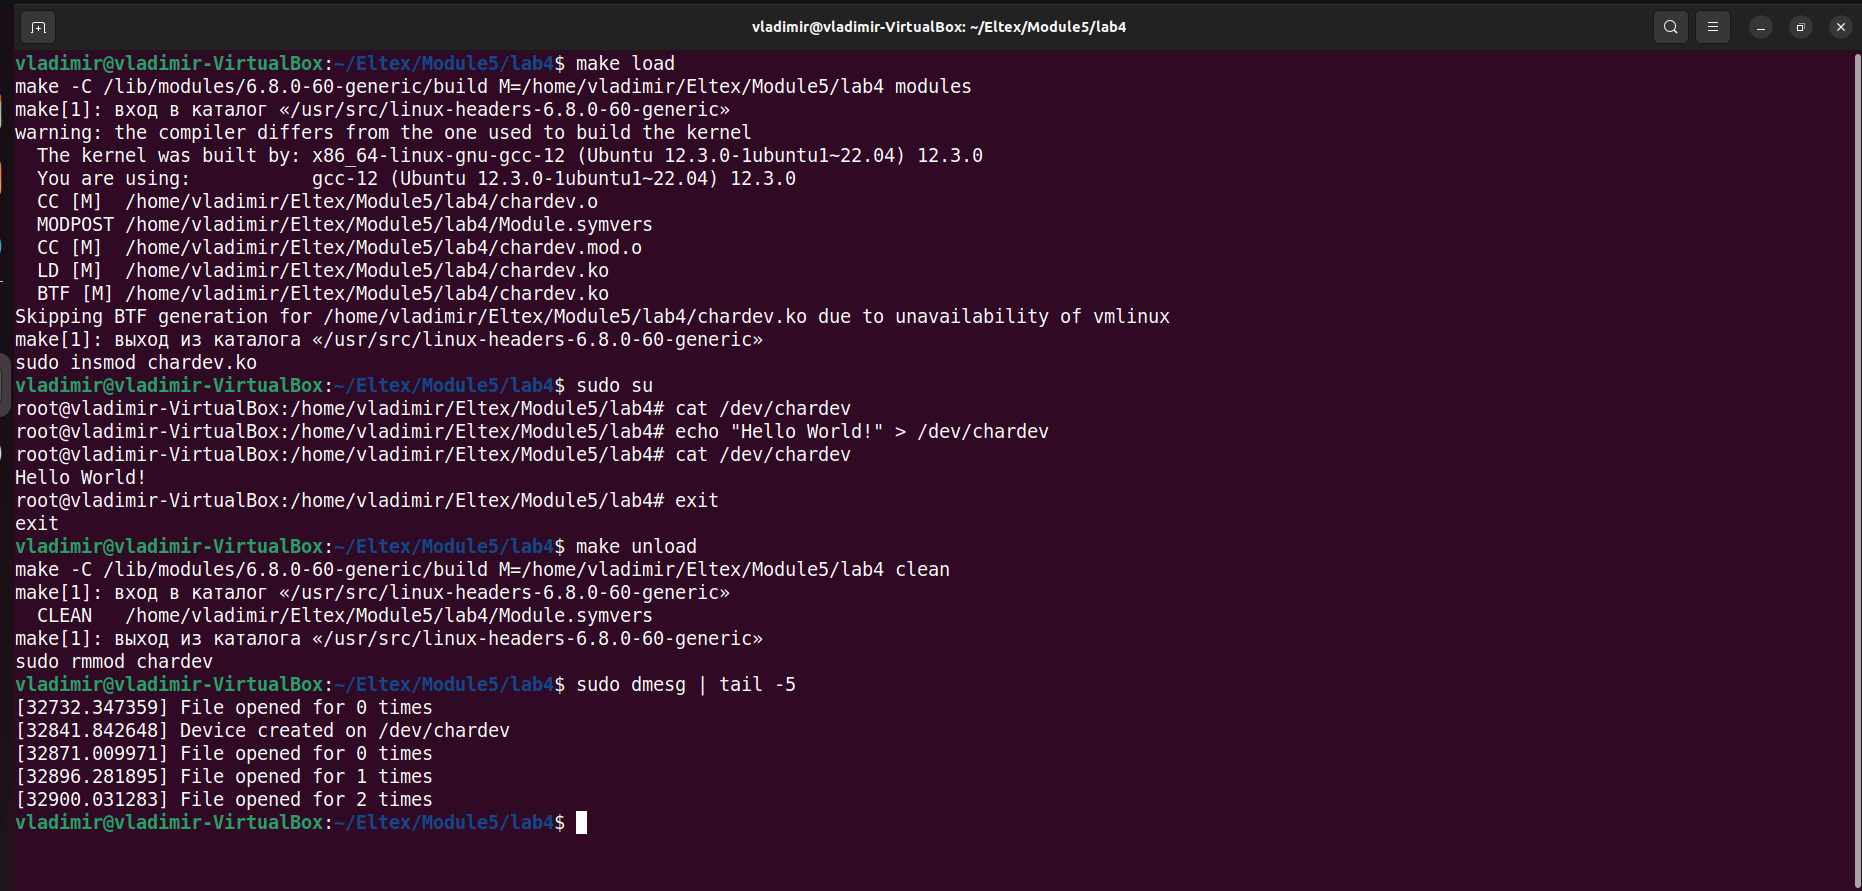 vladimir@vladimir-VirtualBox: ~/Eltex/Module5/lab4
vladimir@vladimir-VirtualBox:~/Eltex/Module5/lab4$ make load
make -C /lib/modules/6.8.0-60-generic/build M=/home/vladimir/Eltex/Module5/lab4 modules
make[1]: вход в каталог «/usr/src/linux-headers-6.8.0-60-generic»
warning: the compiler differs from the one used to build the kernel
  The kernel was built by: x86_64-linux-gnu-gcc-12 (Ubuntu 12.3.0-1ubuntu1~22.04) 12.3.0
  You are using:           gcc-12 (Ubuntu 12.3.0-1ubuntu1~22.04) 12.3.0
  CC [M]  /home/vladimir/Eltex/Module5/lab4/chardev.o
  MODPOST /home/vladimir/Eltex/Module5/lab4/Module.symvers
  CC [M]  /home/vladimir/Eltex/Module5/lab4/chardev.mod.o
  LD [M]  /home/vladimir/Eltex/Module5/lab4/chardev.ko
  BTF [M] /home/vladimir/Eltex/Module5/lab4/chardev.ko
Skipping BTF generation for /home/vladimir/Eltex/Module5/lab4/chardev.ko due to unavailability of vmlinux
make[1]: выход из каталога «/usr/src/linux-headers-6.8.0-60-generic»
sudo insmod chardev.ko
vladimir@vladimir-VirtualBox:~/Eltex/Module5/lab4$ sudo su
root@vladimir-VirtualBox:/home/vladimir/Eltex/Module5/lab4# cat /dev/chardev
root@vladimir-VirtualBox:/home/vladimir/Eltex/Module5/lab4# echo "Hello World!" > /dev/chardev
root@vladimir-VirtualBox:/home/vladimir/Eltex/Module5/lab4# cat /dev/chardev
Hello World!
root@vladimir-VirtualBox:/home/vladimir/Eltex/Module5/lab4# exit
exit
vladimir@vladimir-VirtualBox:~/Eltex/Module5/lab4$ make unload
make -C /lib/modules/6.8.0-60-generic/build M=/home/vladimir/Eltex/Module5/lab4 clean
make[1]: вход в каталог «/usr/src/linux-headers-6.8.0-60-generic»
  CLEAN   /home/vladimir/Eltex/Module5/lab4/Module.symvers
make[1]: выход из каталога «/usr/src/linux-headers-6.8.0-60-generic»
sudo rmmod chardev
vladimir@vladimir-VirtualBox:~/Eltex/Module5/lab4$ sudo dmesg | tail -5
[32732.347359] File opened for 0 times
[32841.842648] Device created on /dev/chardev
[32871.009971] File opened for 0 times
[32896.281895] File opened for 1 times
[32900.031283] File opened for 2 times
vladimir@vladimir-VirtualBox:~/Eltex/Module5/lab4$